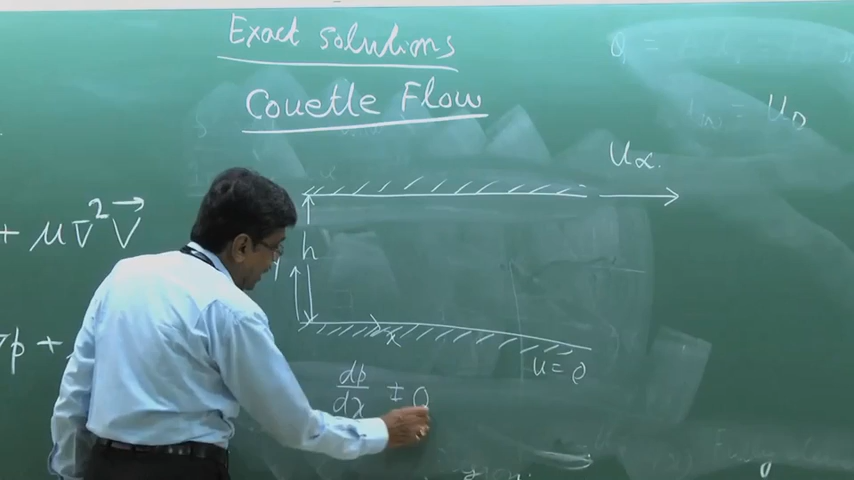 Exact solutions
Couette Flow
U∝.
+ μ∇²V⃗
h
y
x
∇p +
u = 0
dp/dx ± 0